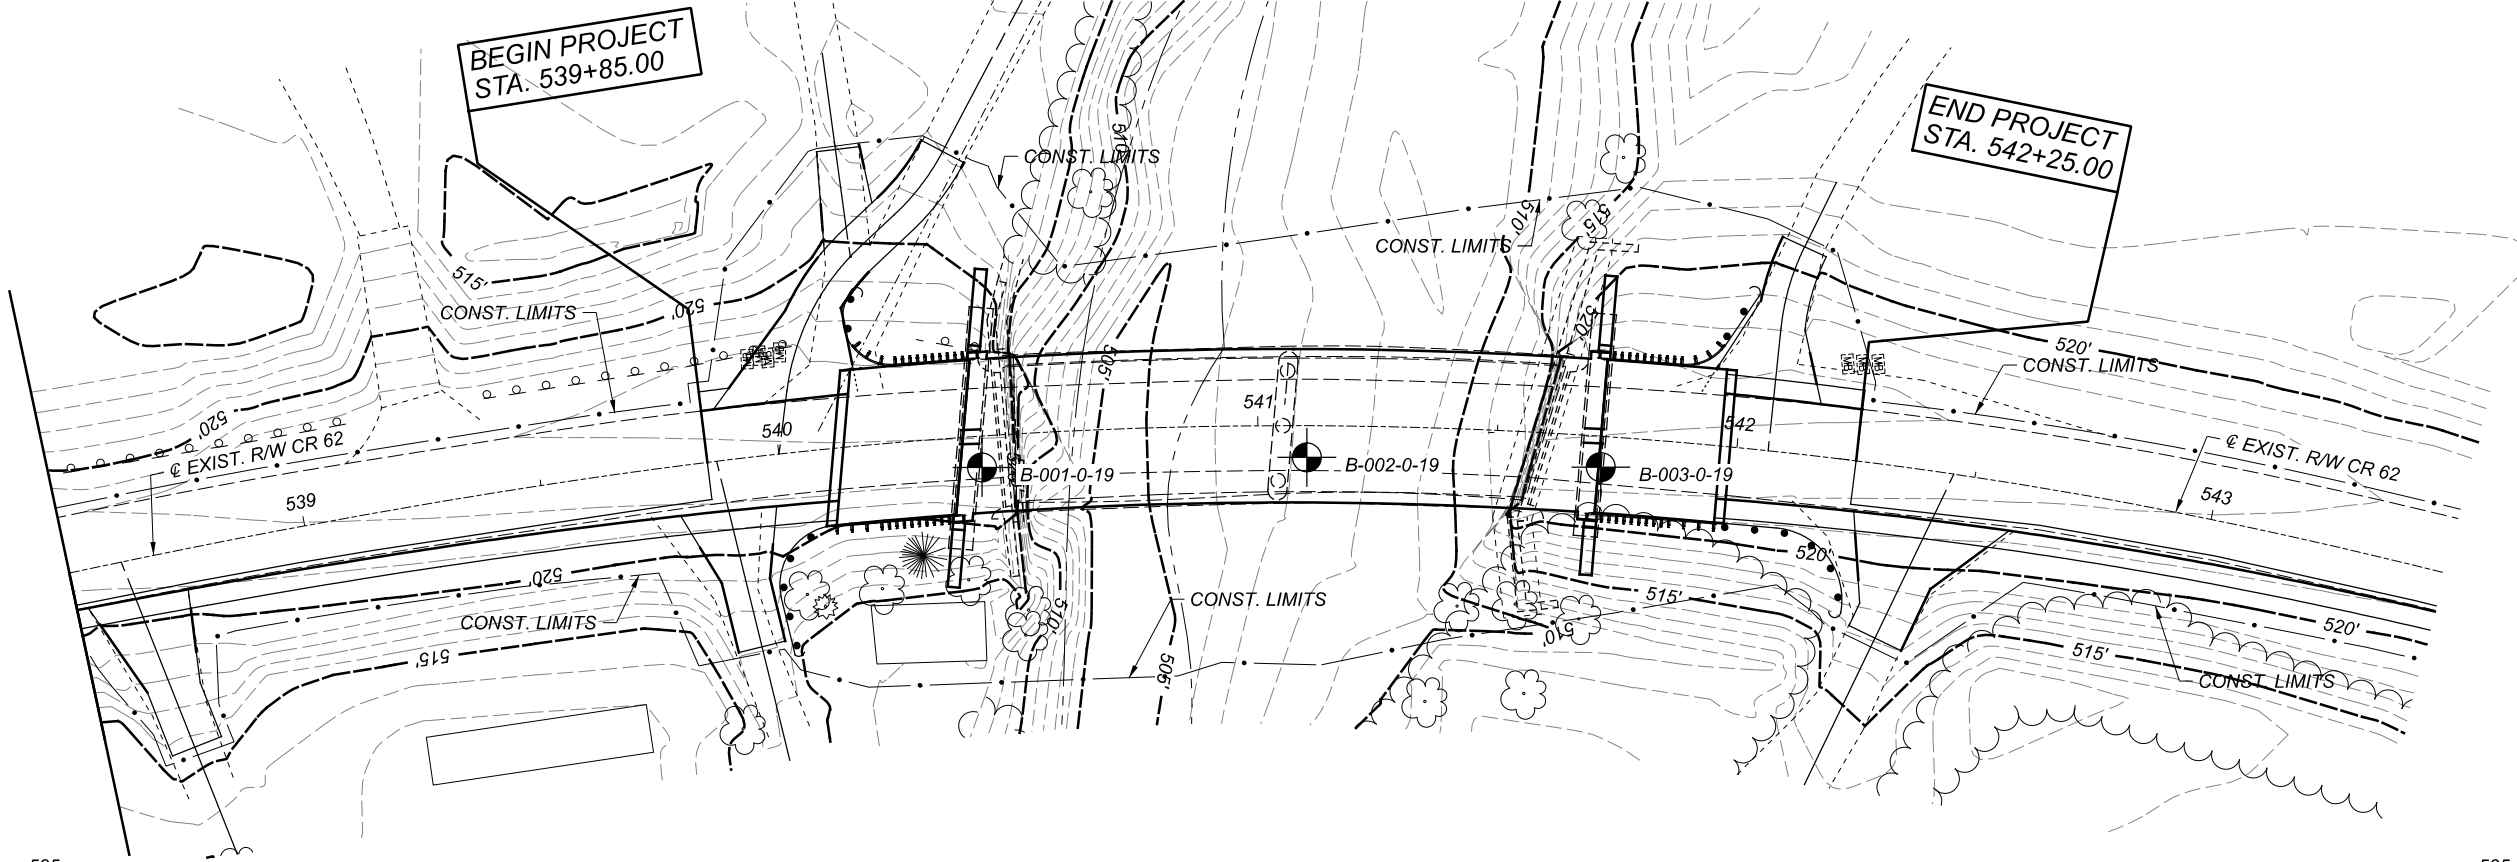 BEGIN PROJECT
STA. 539+85.00
END PROJECT
STA. 542+25.00
CONST. LIMITS
510'
CONST. LIMITS
510'
515'
515'
CONST. LIMITS
520'
520'
520'
CONST. LIMITS
505'
520'
℄ EXIST. R/W CR 62
540
541
542
℄ EXIST. R/W CR 62
B-001-0-19
B-002-0-19
B-003-0-19
539
543
520'
520'
CONST. LIMITS
515'
510'
CONST. LIMITS
505'
515'
510'
520'
515'
CONST. LIMITS